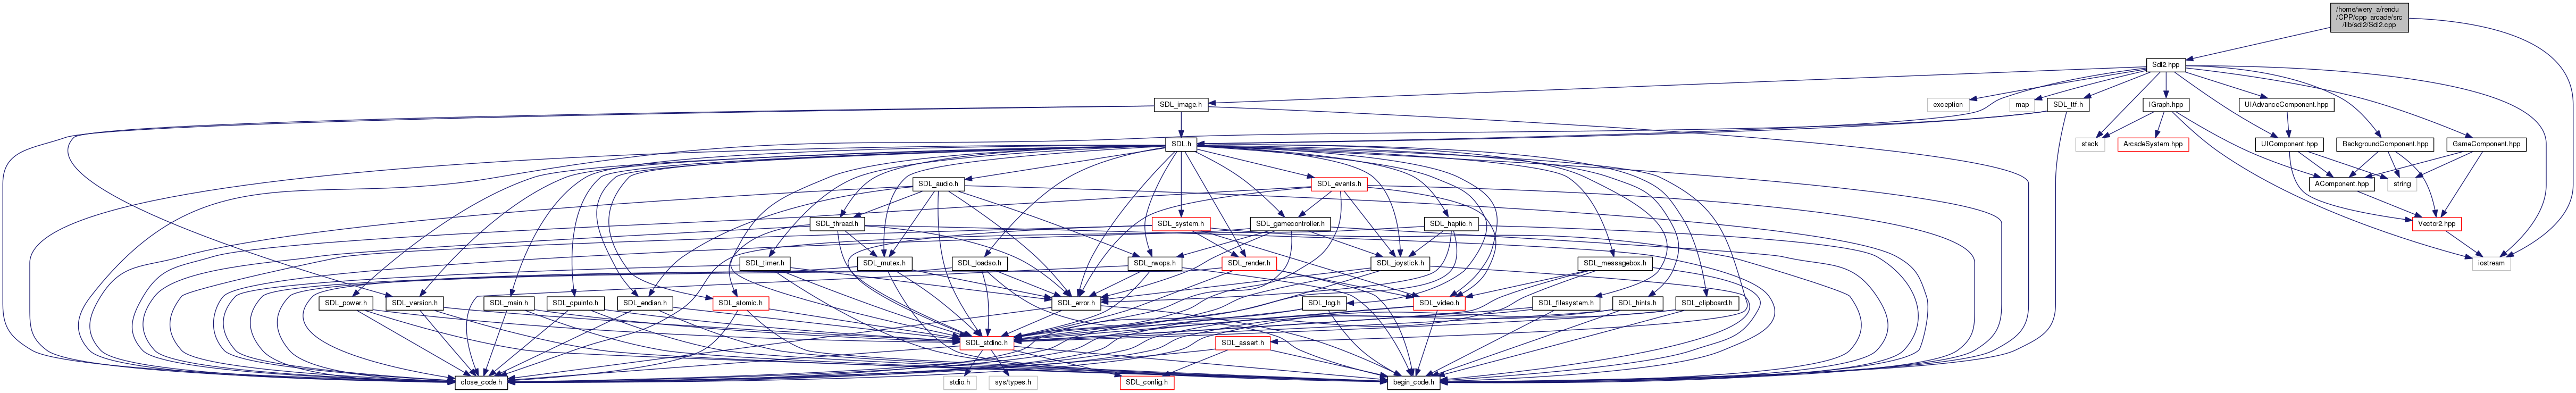 /home/wery_a/rendu
/CPP/cpp_arcade/src
/lib/sdl2/Sdl2.cpp
Sdl2.hpp
SDL_image.h
exception
map
SDL_ttf.h
IGraph.hpp
UIAdvanceComponent.hpp
SDL.h
stack
ArcadeSystem.hpp
UIComponent.hpp
BackgroundComponent.hpp
GameComponent.hpp
SDL_audio.h
SDL_events.h
AComponent.hpp
string
SDL_thread.h
SDL_system.h
SDL_gamecontroller.h
SDL_haptic.h
Vector2.hpp
SDL_timer.h
SDL_mutex.h
SDL_loadso.h
SDL_rwops.h
SDL_render.h
SDL_joystick.h
SDL_messagebox.h
iostream
SDL_power.h
SDL_version.h
SDL_main.h
SDL_cpuinfo.h
SDL_endian.h
SDL_atomic.h
SDL_error.h
SDL_log.h
SDL_video.h
SDL_filesystem.h
SDL_hints.h
SDL_clipboard.h
SDL_stdinc.h
SDL_assert.h
close_code.h
stdio.h
sys/types.h
SDL_config.h
begin_code.h